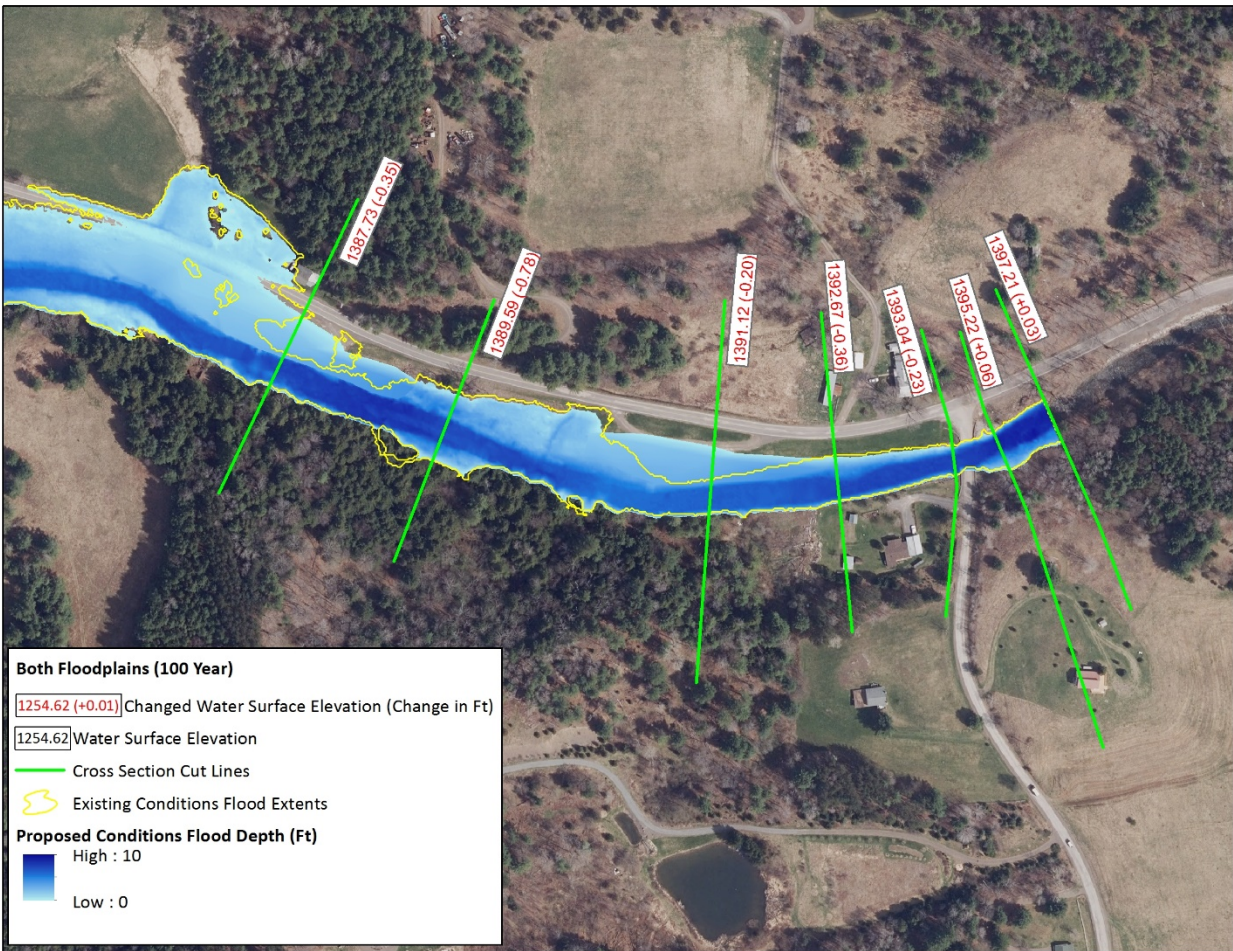 1387.73 (-0.35)
1389.59 (-0.78)
1391.12 (-0.20)
1392.67 (-0.36)
1393.04 (-0.23)
1395.22 (+0.06)
1397.21 (+0.03)
Both Floodplains (100 Year)
1254.62 (+0.01) Changed Water Surface Elevation (Change in Ft)
1254.62 Water Surface Elevation
Cross Section Cut Lines
Existing Conditions Flood Extents
Proposed Conditions Flood Depth (Ft)
High : 10
Low : 0